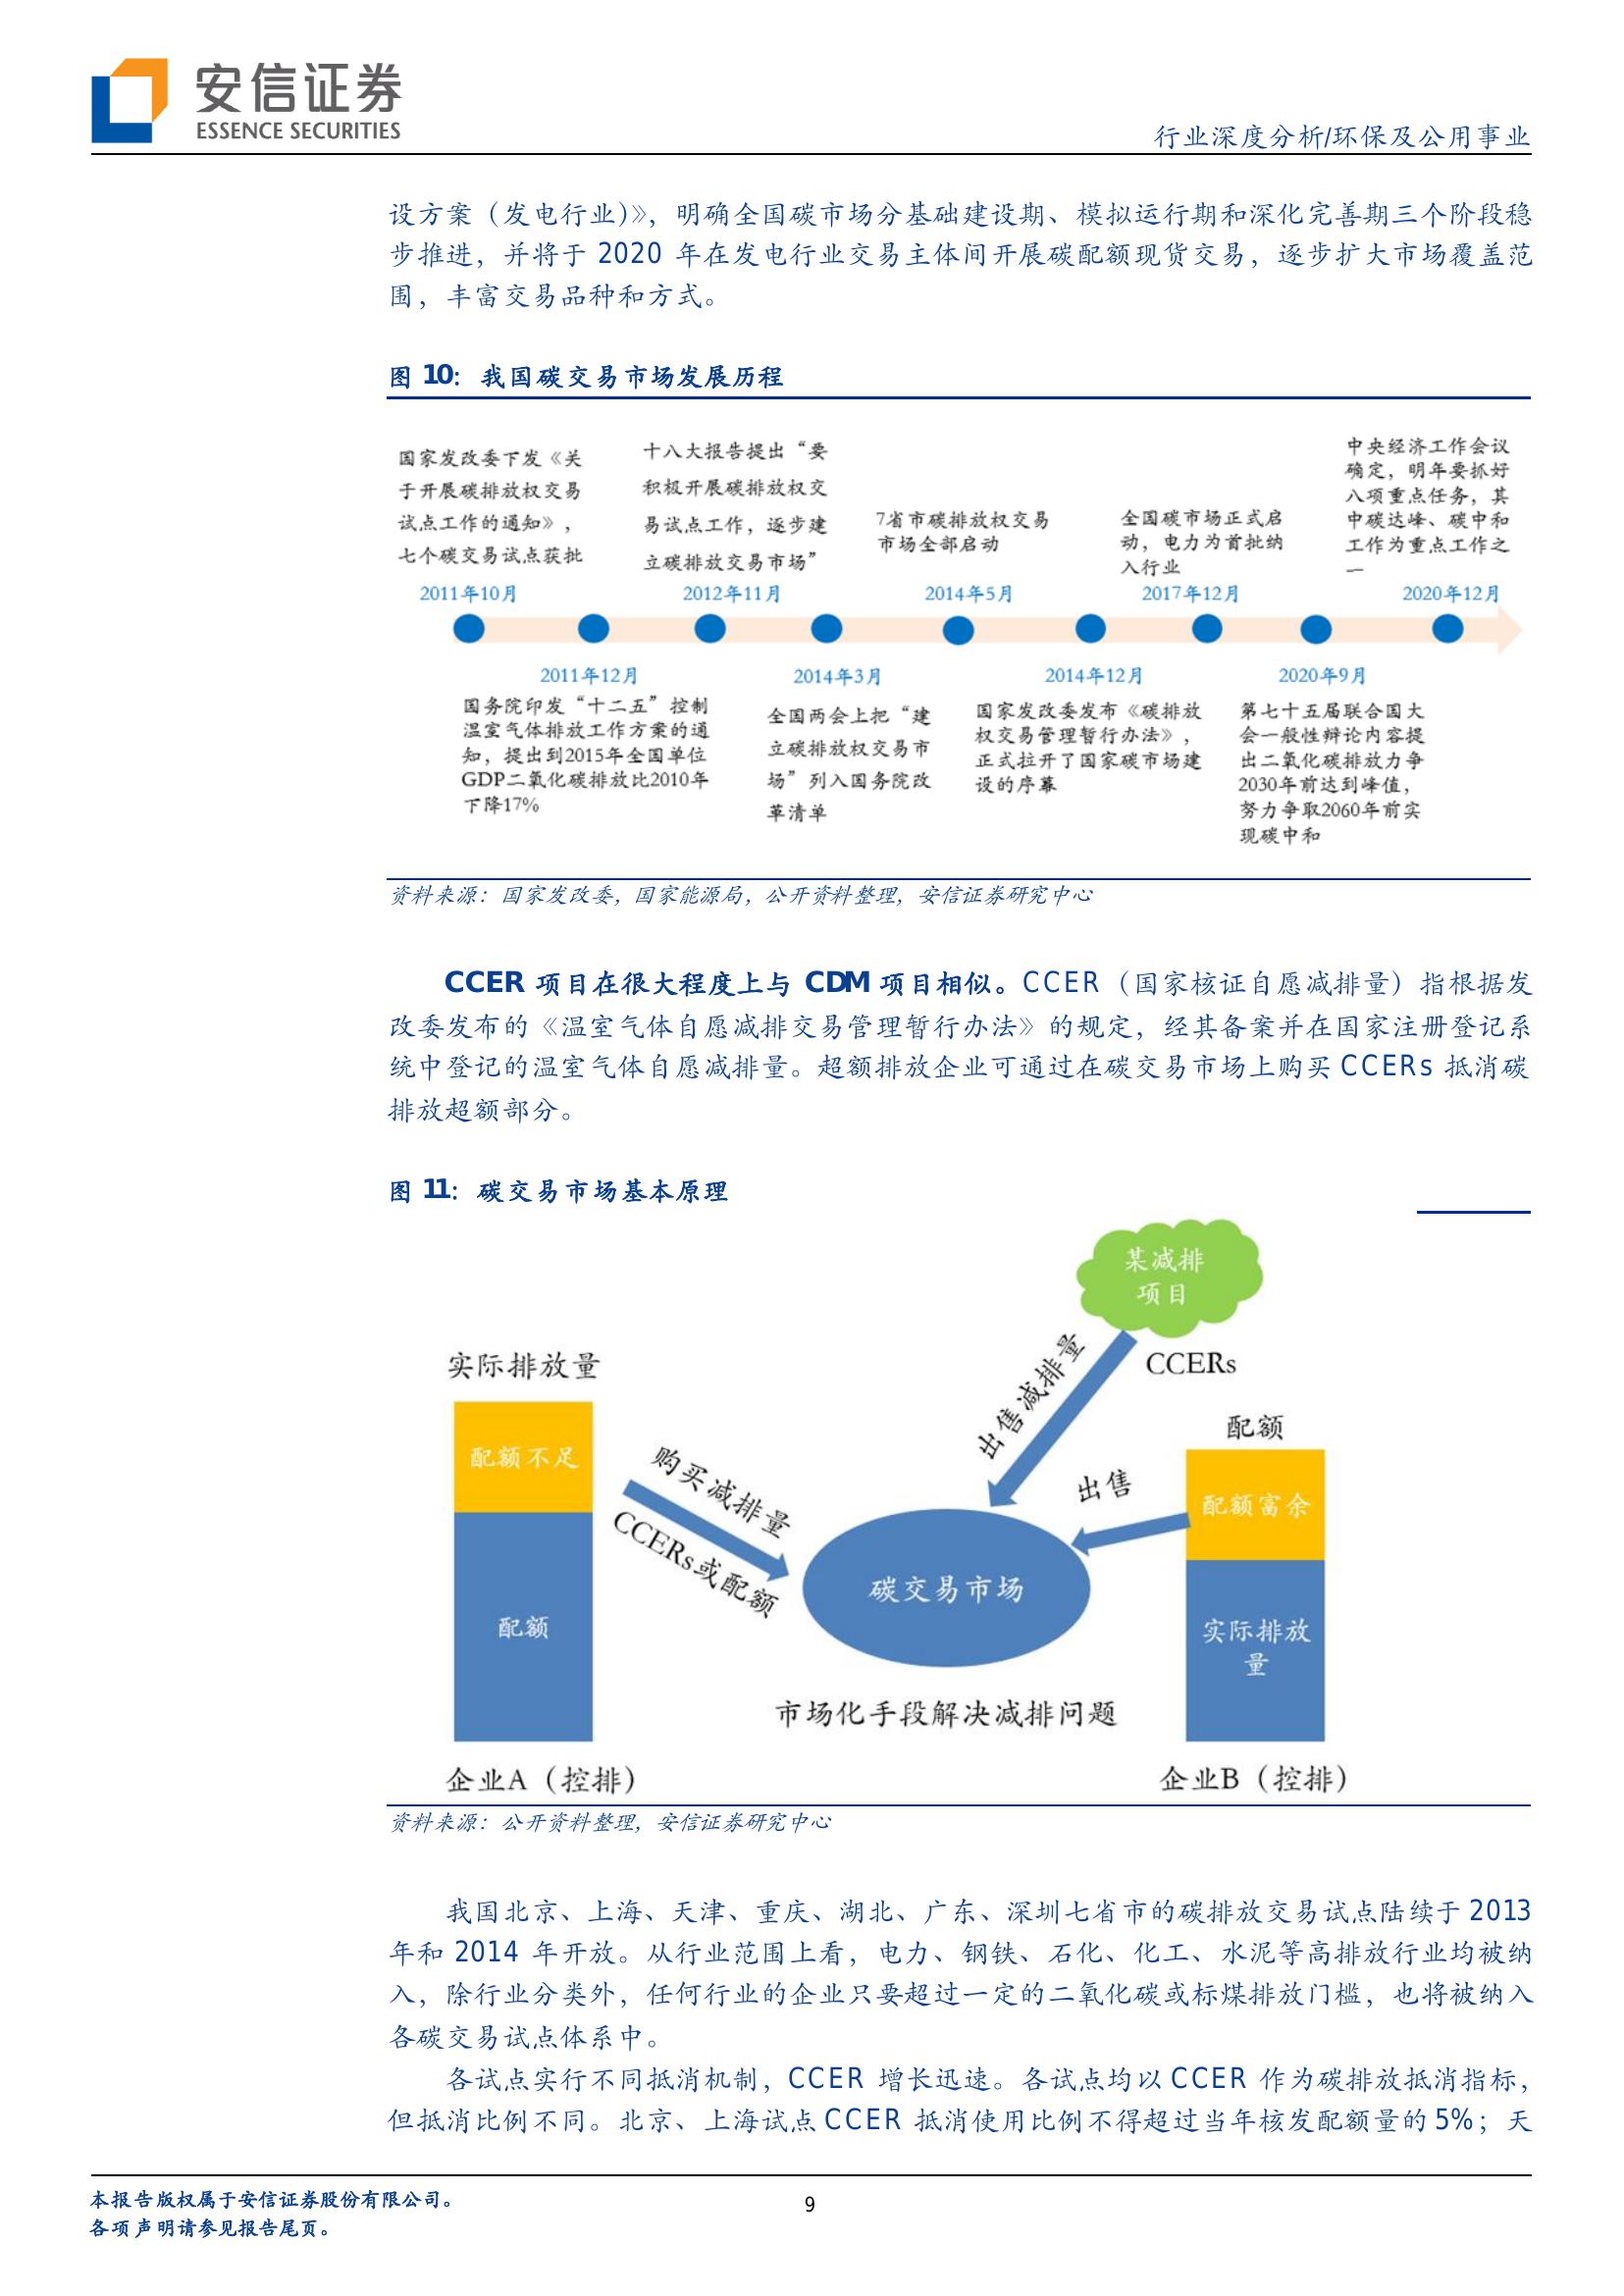 安信证券
ESSENCE SECURITIES
行业深度分析/环保及公用事业
设方案（发电行业）》，明确全国碳市场分基础建设期、模拟运行期和深化完善期三个阶段稳
步推进，并将于 2020 年在发电行业交易主体间开展碳配额现货交易，逐步扩大市场覆盖范
围，丰富交易品种和方式。
图 10：我国碳交易市场发展历程
国家发改委下发《关
于开展碳排放权交易
试点工作的通知》，
七个碳交易试点获批
2011年10月
十八大报告提出“要
积极开展碳排放权交
易试点工作，逐步建
立碳排放交易市场”
2012年11月
7省市碳排放权交易
市场全部启动
2014年5月
全国碳市场正式启
动，电力为首批纳
入行业
2017年12月
中央经济工作会议
确定，明年要抓好
八项重点任务，其
中碳达峰、碳中和
工作为重点工作之
一
2020年12月
2011年12月
国务院印发“十二五”控制
温室气体排放工作方案的通
知，提出到2015年全国单位
GDP二氧化碳排放比2010年
下降17%
2014年3月
全国两会上把“建
立碳排放权交易市
场”列入国务院改
革清单
2014年12月
国家发改委发布《碳排放
权交易管理暂行办法》，
正式拉开了国家碳市场建
设的序幕
2020年9月
第七十五届联合国大
会一般性辩论内容提
出二氧化碳排放力争
2030年前达到峰值，
努力争取2060年前实
现碳中和
资料来源：国家发改委，国家能源局，公开资料整理，安信证券研究中心
CCER 项目在很大程度上与 CDM 项目相似。CCER（国家核证自愿减排量）指根据发
改委发布的《温室气体自愿减排交易管理暂行办法》的规定，经其备案并在国家注册登记系
统中登记的温室气体自愿减排量。超额排放企业可通过在碳交易市场上购买 CCERs 抵消碳
排放超额部分。
图 11：碳交易市场基本原理
某减排
项目
CCERs
出售减排量
实际排放量
配额不足
配额
企业A（控排）
购买减排量
CCERs或配额
碳交易市场
市场化手段解决减排问题
出售
配额
配额富余
实际排放
量
企业B（控排）
资料来源：公开资料整理，安信证券研究中心
我国北京、上海、天津、重庆、湖北、广东、深圳七省市的碳排放交易试点陆续于 2013
年和 2014 年开放。从行业范围上看，电力、钢铁、石化、化工、水泥等高排放行业均被纳
入，除行业分类外，任何行业的企业只要超过一定的二氧化碳或标煤排放门槛，也将被纳入
各碳交易试点体系中。
各试点实行不同抵消机制，CCER 增长迅速。各试点均以 CCER 作为碳排放抵消指标，
但抵消比例不同。北京、上海试点 CCER 抵消使用比例不得超过当年核发配额量的 5%；天
本报告版权属于安信证券股份有限公司。
各项声明请参见报告尾页。
9